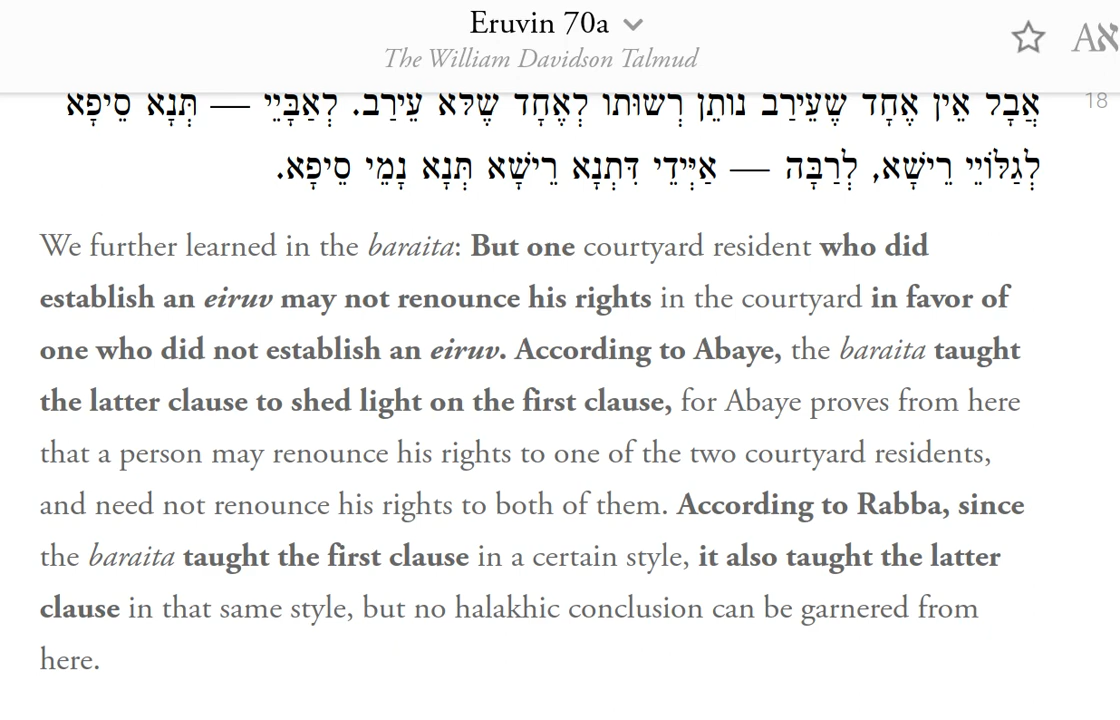 Eruvin 70a
The William Davidson Talmud
Aא
אֲבָל אֵין אֶחָד שֶׁעֵירַב נוֹתֵן רְשׁוּתוֹ לְאֶחָד שֶׁלֹּא עֵירַב. לְאַבָּיֵי — תְּנָא סֵיפָא
18
לְגַלּוֹיֵי רֵישָׁא, לְרַבָּה — אַיְּידֵי דִּתְנָא רֵישָׁא תְּנָא נָמֵי סֵיפָא.
We further learned in the baraita: But one courtyard resident who did
establish an eiruv may not renounce his rights in the courtyard in favor of
one who did not establish an eiruv. According to Abaye, the baraita taught
the latter clause to shed light on the first clause, for Abaye proves from here
that a person may renounce his rights to one of the two courtyard residents,
and need not renounce his rights to both of them. According to Rabba, since
the baraita taught the first clause in a certain style, it also taught the latter
clause in that same style, but no halakhic conclusion can be garnered from
here.